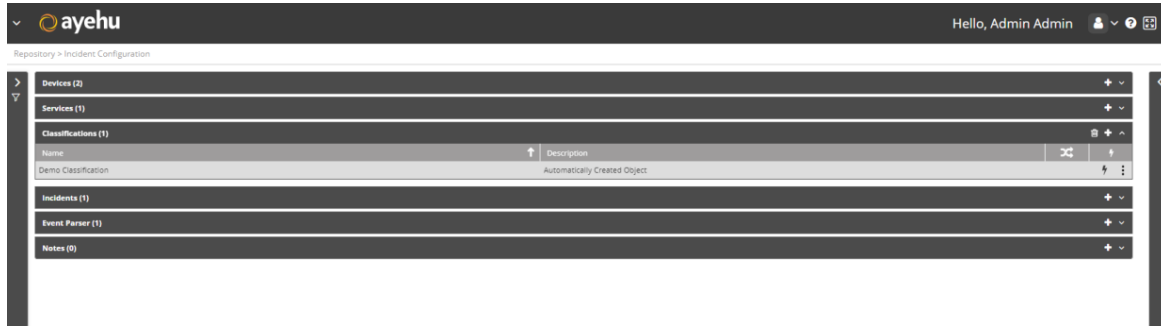 ayehu
Hello, Admin Admin
Repository > Incident Configuration
Devices (2)
Services (1)
Classifications (1)
Name Description
Demo Classification Automatically Created Object
Incidents (1)
Event Parser (1)
Notes (0)